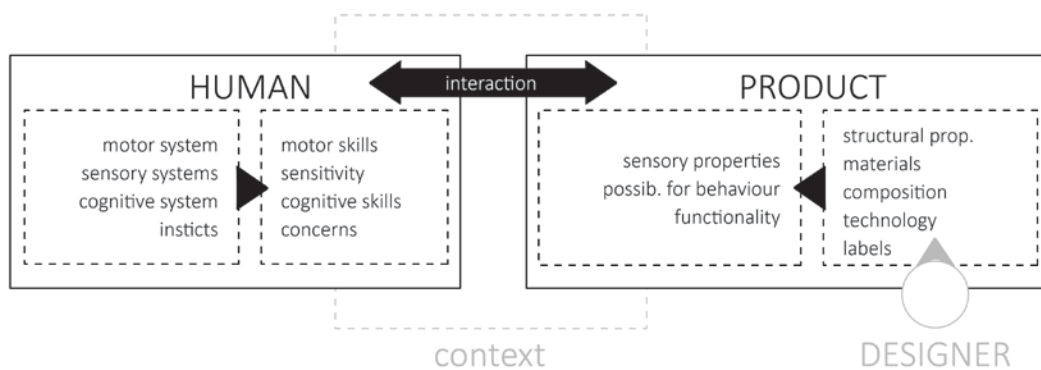 HUMAN
interaction
PRODUCT
motor system
sensory systems
cognitive system
insticts
motor skills
sensitivity
cognitive skills
concerns
sensory properties
possib. for behaviour
functionality
structural prop.
materials
composition
technology
labels
context
DESIGNER